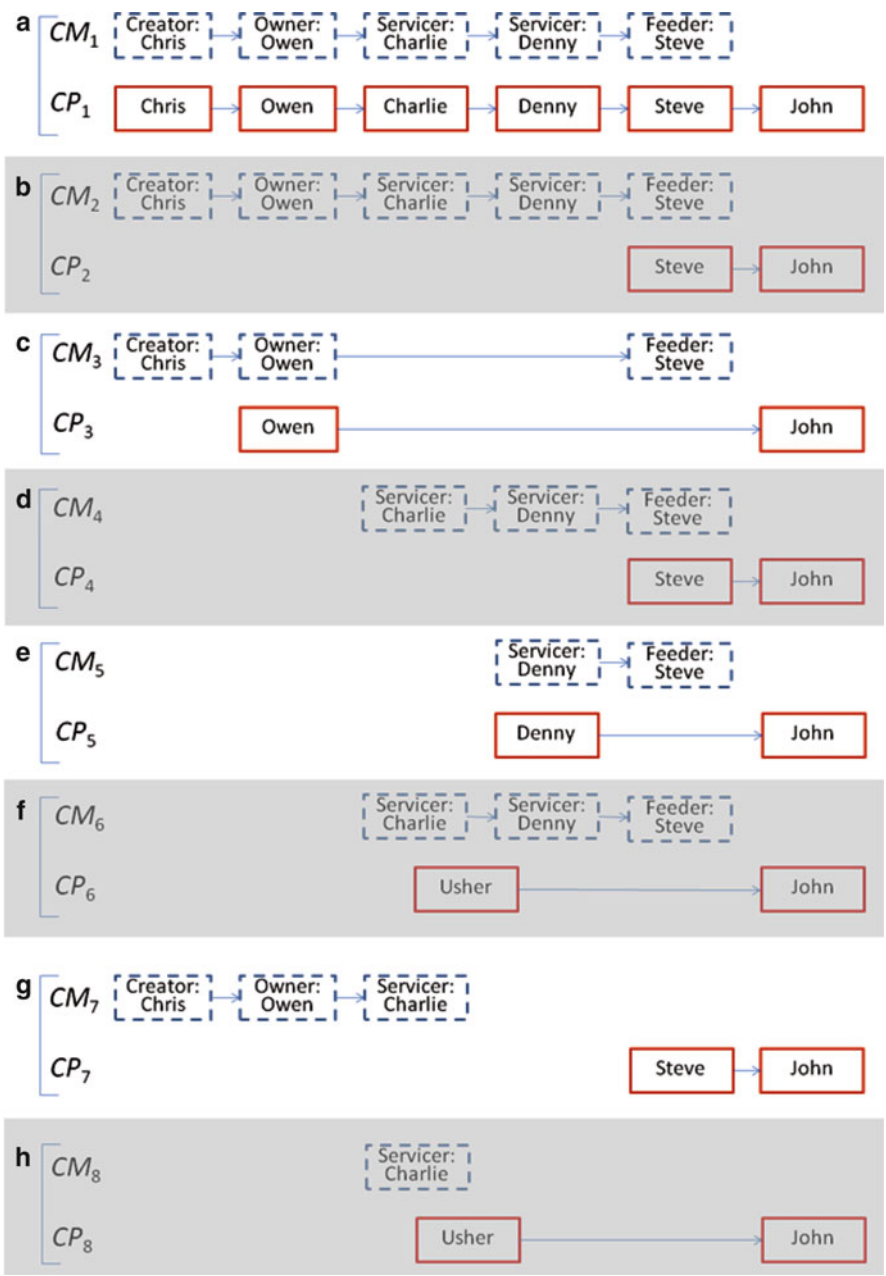 a
CM1
Creator: Chris
Owner: Owen
Servicer: Charlie
Servicer: Denny
Feeder: Steve
CP1
Chris
Owen
Charlie
Denny
Steve
John
b
CM2
Creator: Chris
Owner: Owen
Servicer: Charlie
Servicer: Denny
Feeder: Steve
CP2
Steve
John
c
CM3
Creator: Chris
Owner: Owen
Feeder: Steve
CP3
Owen
John
d
CM4
Servicer: Charlie
Servicer: Denny
Feeder: Steve
CP4
Steve
John
e
CM5
Servicer: Denny
Feeder: Steve
CP5
Denny
John
f
CM6
Servicer: Charlie
Servicer: Denny
Feeder: Steve
CP6
Usher
John
g
CM7
Creator: Chris
Owner: Owen
Servicer: Charlie
CP7
Steve
John
h
CM8
Servicer: Charlie
CP8
Usher
John